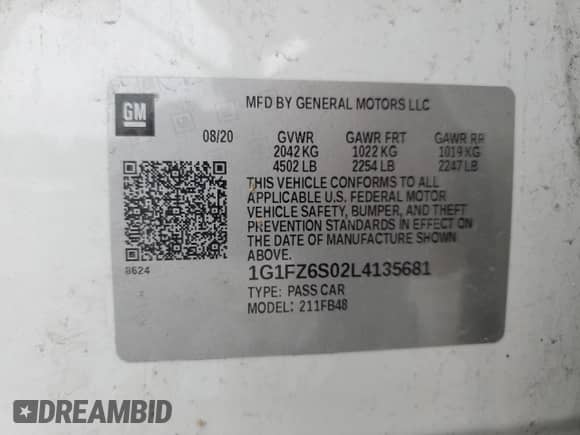 GM
MFD BY GENERAL MOTORS LLC
08/20 GVWR GAWR FRT GAWR RR
2042 KG 1022 KG 1019 KG
4502 LB 2254 LB 2247 LB
THIS VEHICLE CONFORMS TO ALL
APPLICABLE U.S. FEDERAL MOTOR
VEHICLE SAFETY, BUMPER, AND THEFT
PREVENTION STANDARDS IN EFFECT ON
THE DATE OF MANUFACTURE SHOWN
ABOVE.
8624
1G1FZ6S02L4135681
TYPE: PASS CAR
MODEL: 211FB48
DREAMBID